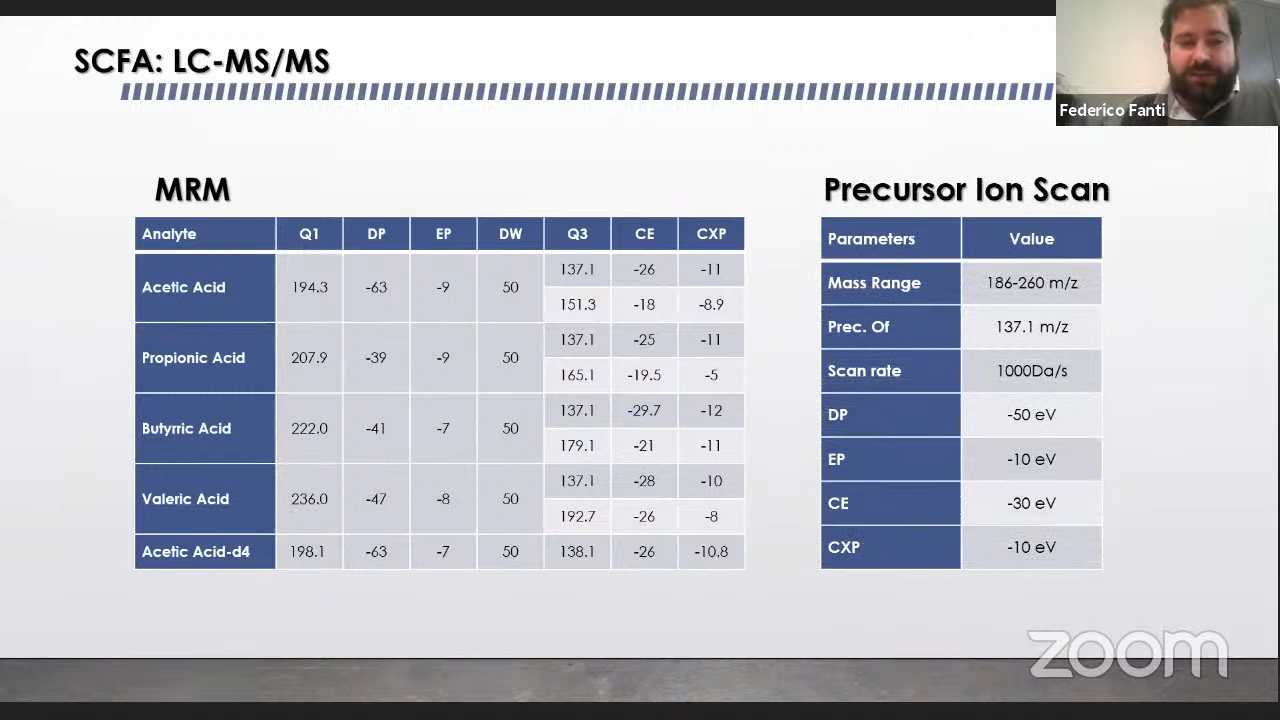 SCFA: LC-MS/MS
Federico Fanti
MRM
Analyte Q1 DP EP DW Q3 CE CXP
Acetic Acid 194.3 -63 -9 50 137.1 -26 -11
151.3 -18 -8.9
Propionic Acid 207.9 -39 -9 50 137.1 -25 -11
165.1 -19.5 -5
Butyrric Acid 222.0 -41 -7 50 137.1 -29.7 -12
179.1 -21 -11
Valeric Acid 236.0 -47 -8 50 137.1 -28 -10
192.7 -26 -8
Acetic Acid-d4 198.1 -63 -7 50 138.1 -26 -10.8
Precursor Ion Scan
Parameters Value
Mass Range 186-260 m/z
Prec. Of 137.1 m/z
Scan rate 1000Da/s
DP -50 eV
EP -10 eV
CE -30 eV
CXP -10 eV
zoom